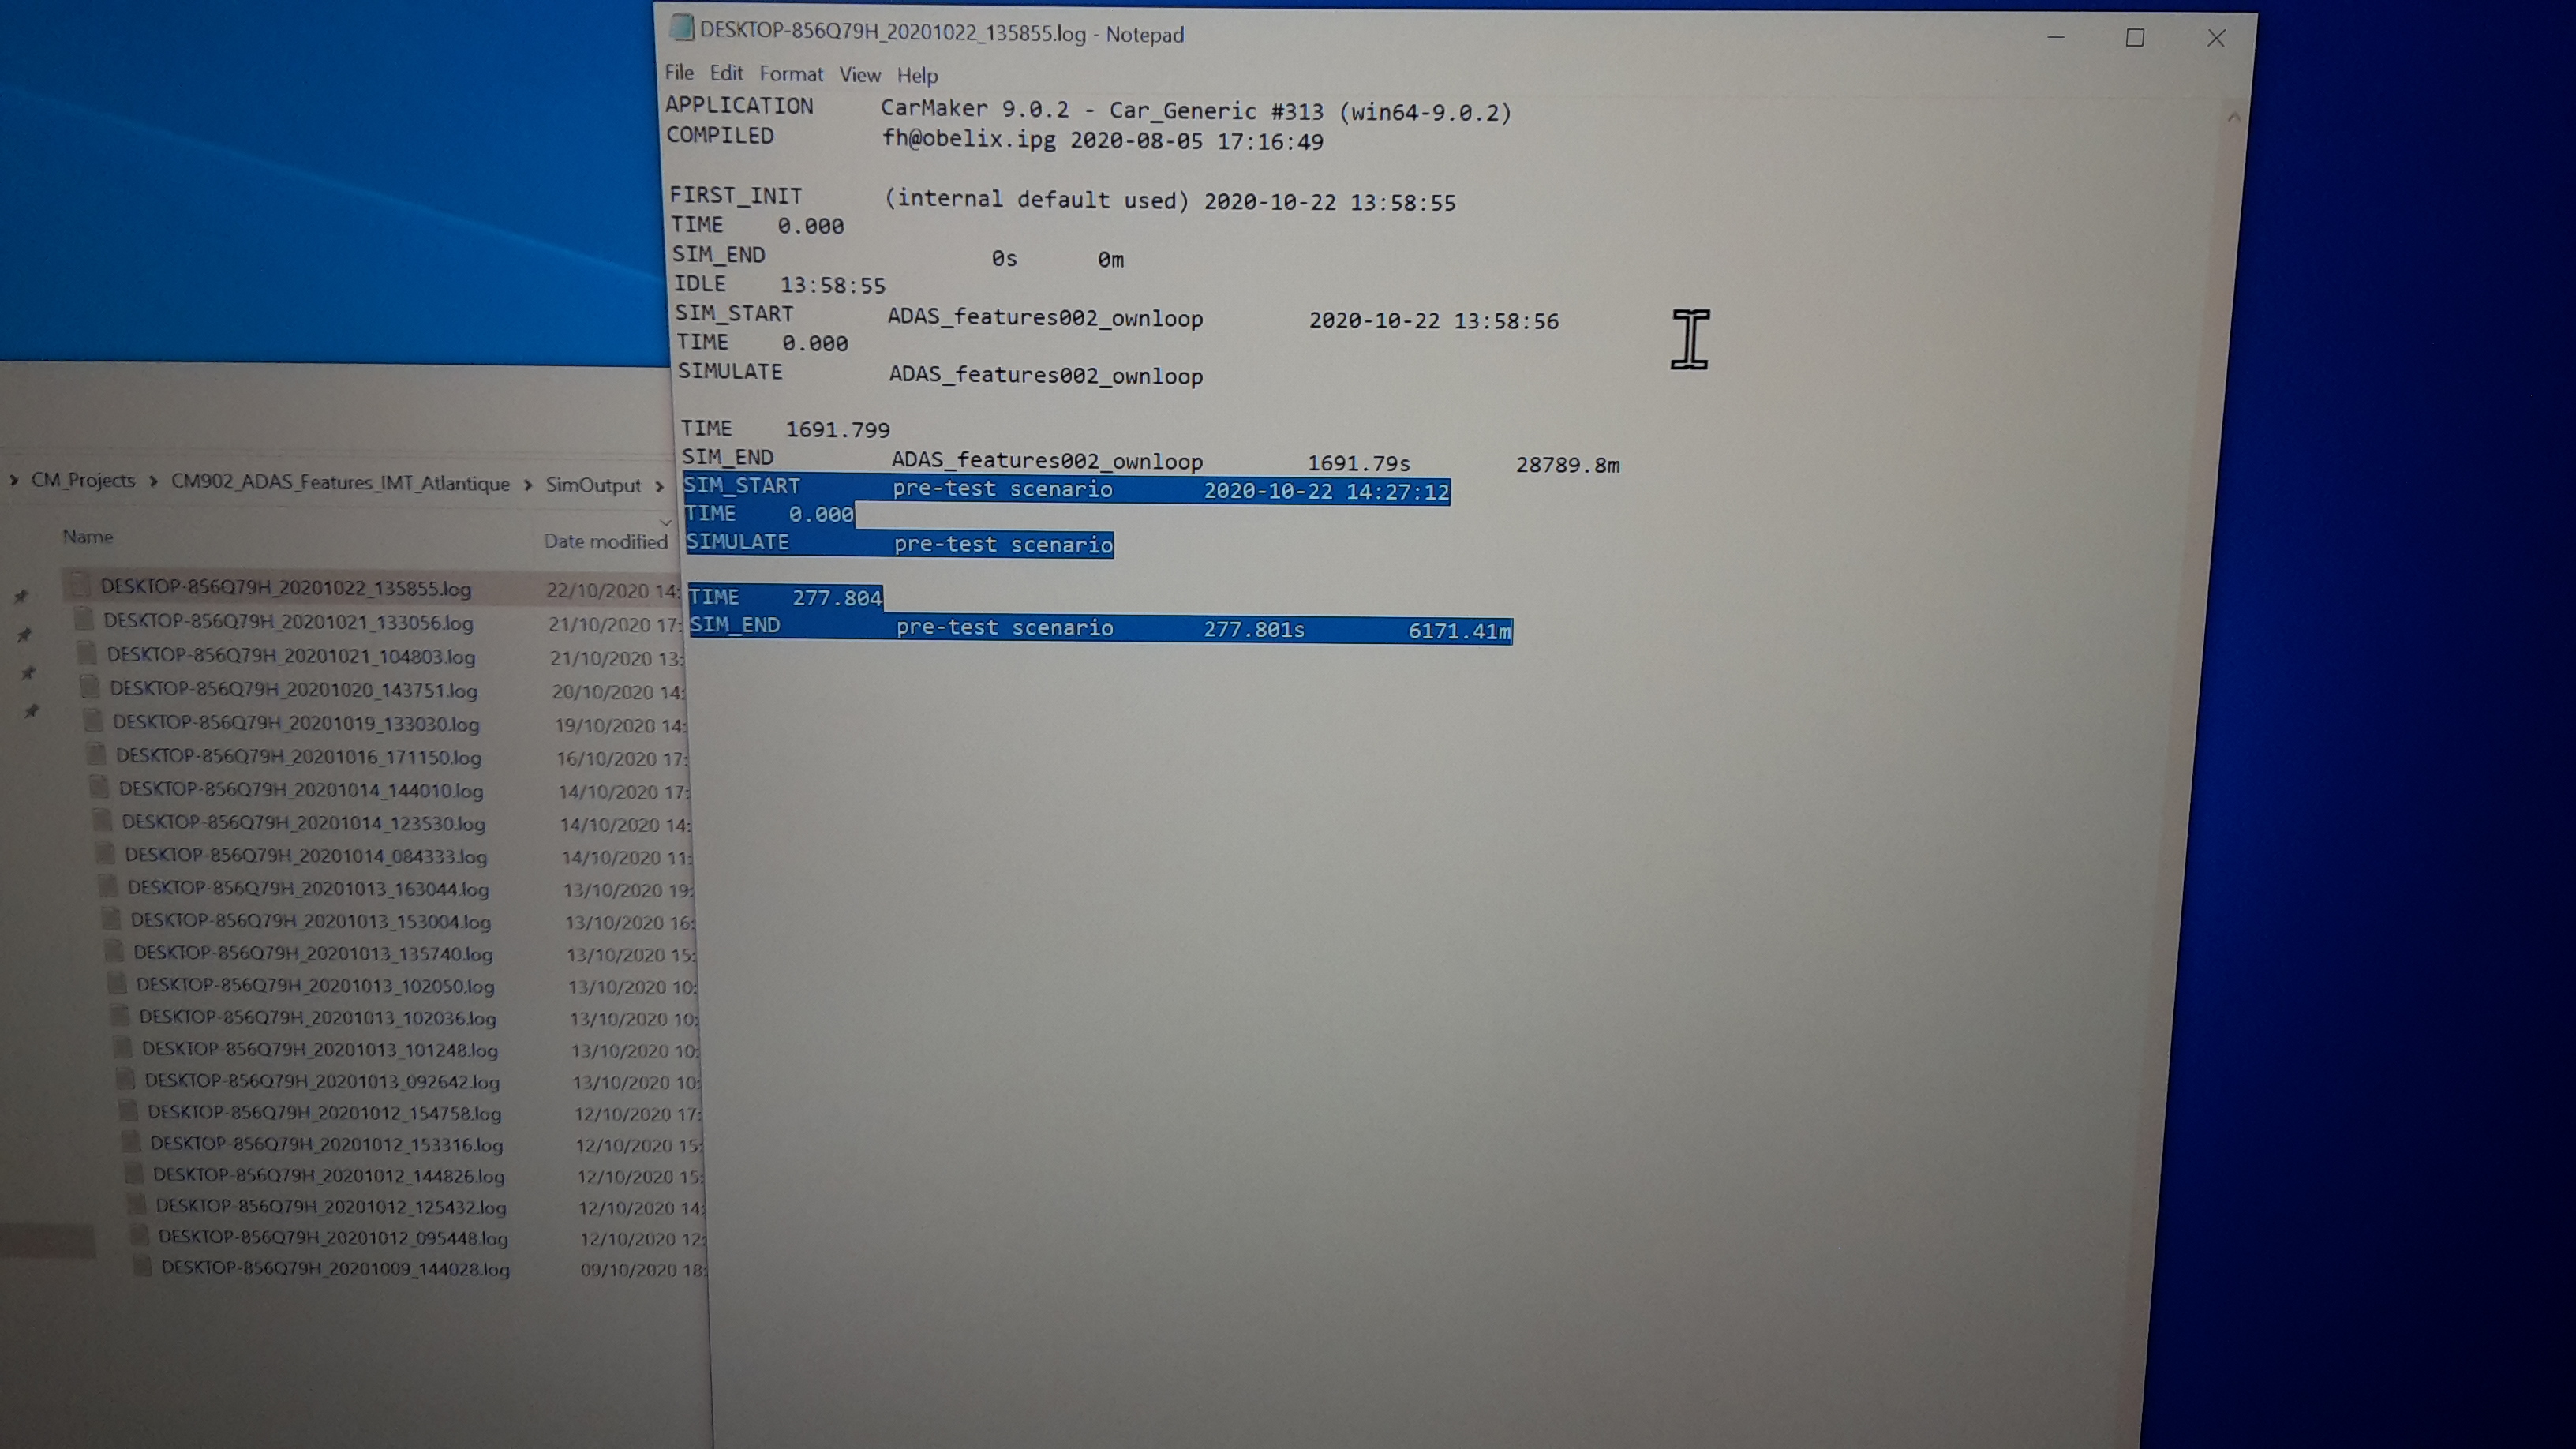 DESKTOP-856Q79H_20201022_135855.log - Notepad
File Edit Format View Help
APPLICATION CarMaker 9.0.2 - Car_Generic #313 (win64-9.0.2)
COMPILED fh@obelix.ipg 2020-08-05 17:16:49
FIRST_INIT (internal default used) 2020-10-22 13:58:55
TIME 0.000
SIM_END 0s 0m
IDLE 13:58:55
SIM_START ADAS_features002_ownloop 2020-10-22 13:58:56
TIME 0.000
SIMULATE ADAS_features002_ownloop
TIME 1691.799
SIM_END ADAS_features002_ownloop 1691.79s 28789.8m
SIM_START pre-test scenario 2020-10-22 14:27:12
TIME 0.000
SIMULATE pre-test scenario
TIME 277.804
SIM_END pre-test scenario 277.801s 6171.41m
> CM_Projects > CM902_ADAS_Features_IMT_Atlantique > SimOutput >
Name Date modified
DESKTOP-856Q79H_20201022_135855.log 22/10/2020 14:
DESKTOP-856Q79H_20201021_133056.log 21/10/2020 17:
DESKTOP-856Q79H_20201021_104803.log 21/10/2020 13:
DESKTOP-856Q79H_20201020_143751.log 20/10/2020 14:
DESKTOP-856Q79H_20201019_133030.log 19/10/2020 14:
DESKTOP-856Q79H_20201016_171150.log 16/10/2020 17:
DESKTOP-856Q79H_20201014_144010.log 14/10/2020 17:
DESKTOP-856Q79H_20201014_123530.log 14/10/2020 14:
DESKTOP-856Q79H_20201014_084333.log 14/10/2020 11:
DESKTOP-856Q79H_20201013_163044.log 13/10/2020 19:
DESKTOP-856Q79H_20201013_153004.log 13/10/2020 16:
DESKTOP-856Q79H_20201013_135740.log 13/10/2020 15:
DESKTOP-856Q79H_20201013_102050.log 13/10/2020 10:
DESKTOP-856Q79H_20201013_102036.log 13/10/2020 10:
DESKTOP-856Q79H_20201013_101248.log 13/10/2020 10:
DESKTOP-856Q79H_20201013_092642.log 13/10/2020 10:
DESKTOP-856Q79H_20201012_154758.log 12/10/2020 17:
DESKTOP-856Q79H_20201012_153316.log 12/10/2020 15:
DESKTOP-856Q79H_20201012_144826.log 12/10/2020 15:
DESKTOP-856Q79H_20201012_125432.log 12/10/2020 14:
DESKTOP-856Q79H_20201012_095448.log 12/10/2020 12:
DESKTOP-856Q79H_20201009_144028.log 09/10/2020 18: